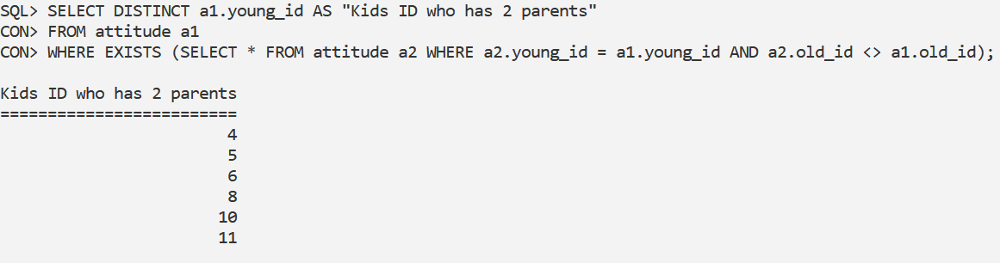 SQL> SELECT DISTINCT a1.young_id AS "Kids ID who has 2 parents"
CON> FROM attitude a1
CON> WHERE EXISTS (SELECT * FROM attitude a2 WHERE a2.young_id = a1.young_id AND a2.old_id <> a1.old_id);
Kids ID who has 2 parents
=========================
4
5
6
8
10
11